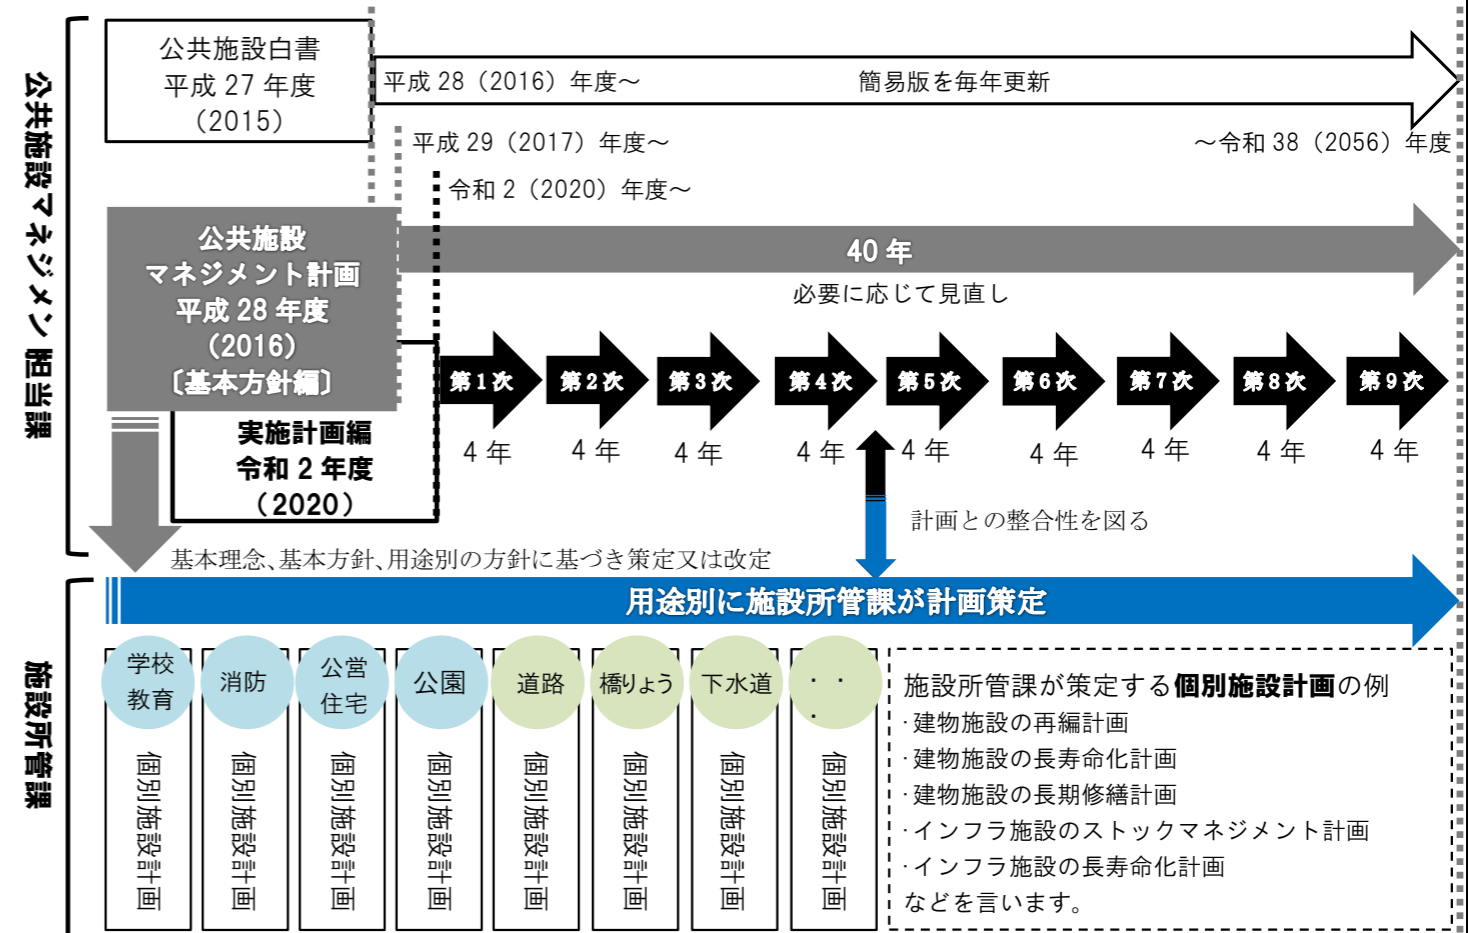 公共施設マネジメン 担当課
公共施設白書
平成 27 年度
（2015）
平成 28（2016）年度～
簡易版を毎年更新
平成 29（2017）年度～
～令和 38（2056）年度
令和 2（2020）年度～
公共施設
マネジメント計画
平成 28 年度
（2016）
〔基本方針編〕
40 年
必要に応じて見直し
実施計画編
令和 2 年度
（2020）
第 1 次
第 2 次
第 3 次
第 4 次
第 5 次
第 6 次
第 7 次
第 8 次
第 9 次
4 年
4 年
4 年
4 年
4 年
4 年
4 年
4 年
4 年
計画との整合性を図る
基本理念、基本方針、用途別の方針に基づき策定又は改定
施設所管課
用途別に施設所管課が計画策定
学校
教育
消防
公営
住宅
公園
道路
橋りょう
下水道
・・
・
個別施設計画
個別施設計画
個別施設計画
個別施設計画
個別施設計画
個別施設計画
個別施設計画
個別施設計画
施設所管課が策定する個別施設計画の例
・建物施設の再編計画
・建物施設の長寿命化計画
・建物施設の長期修繕計画
・インフラ施設のストックマネジメント計画
・インフラ施設の長寿命化計画
などを言います。